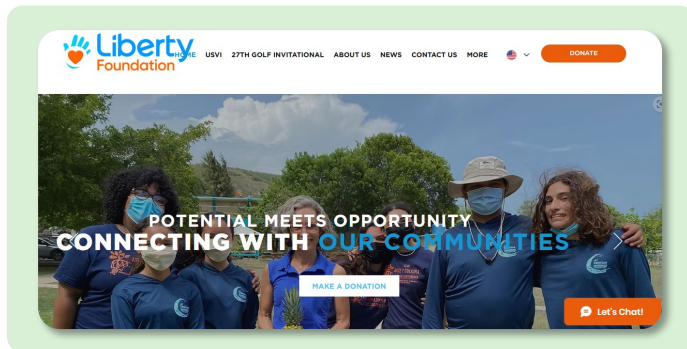 Liberty
Foundation
HOME USVI 27TH GOLF INVITATIONAL ABOUT US NEWS CONTACT US MORE DONATE
POTENTIAL MEETS OPPORTUNITY
CONNECTING WITH OUR COMMUNITIES
MAKE A DONATION
Let's Chat!